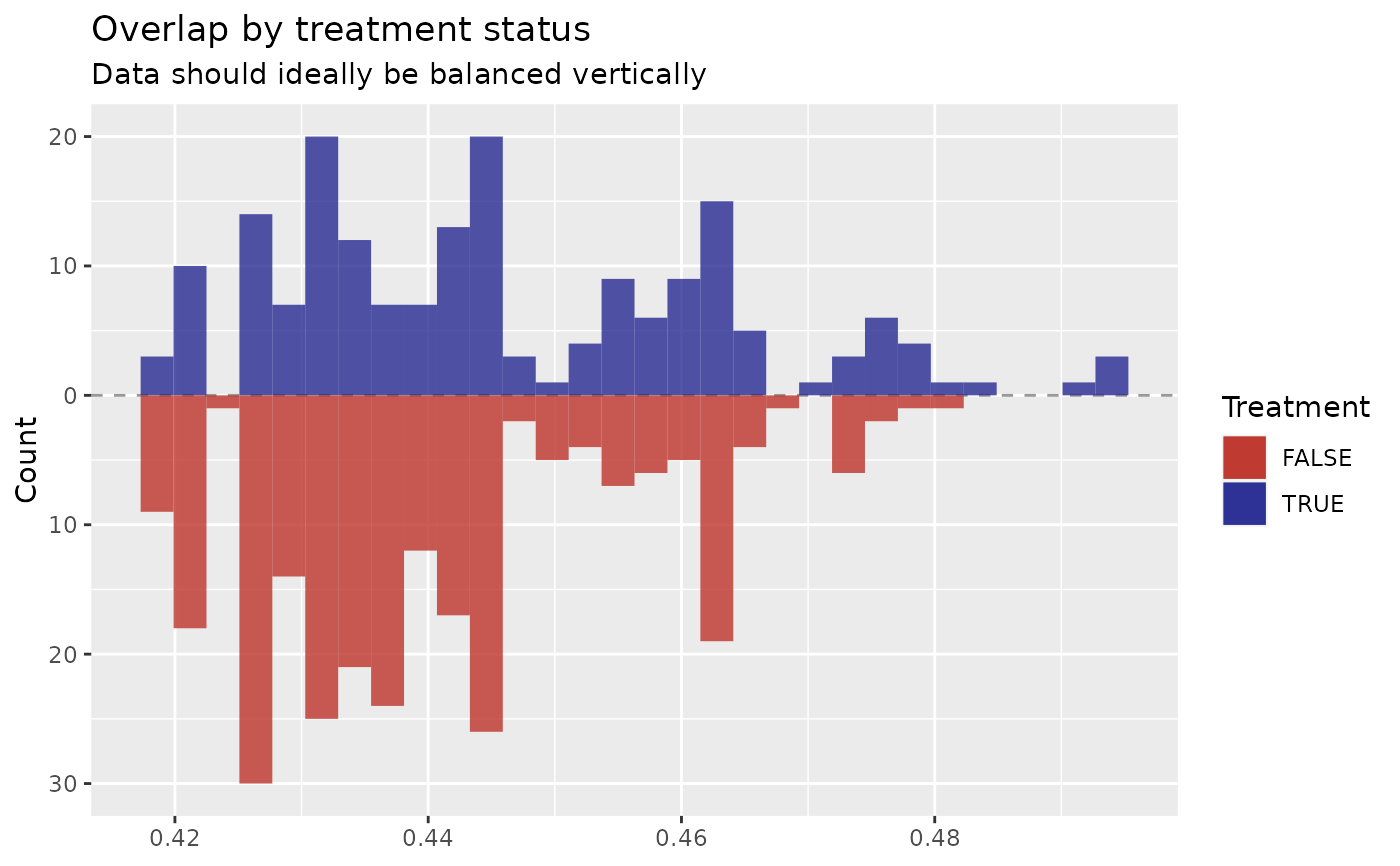 Overlap by treatment status
Data should ideally be balanced vertically
20
10
0
10
20
30
Count
0.42 0.44 0.46 0.48
Treatment
FALSE
TRUE